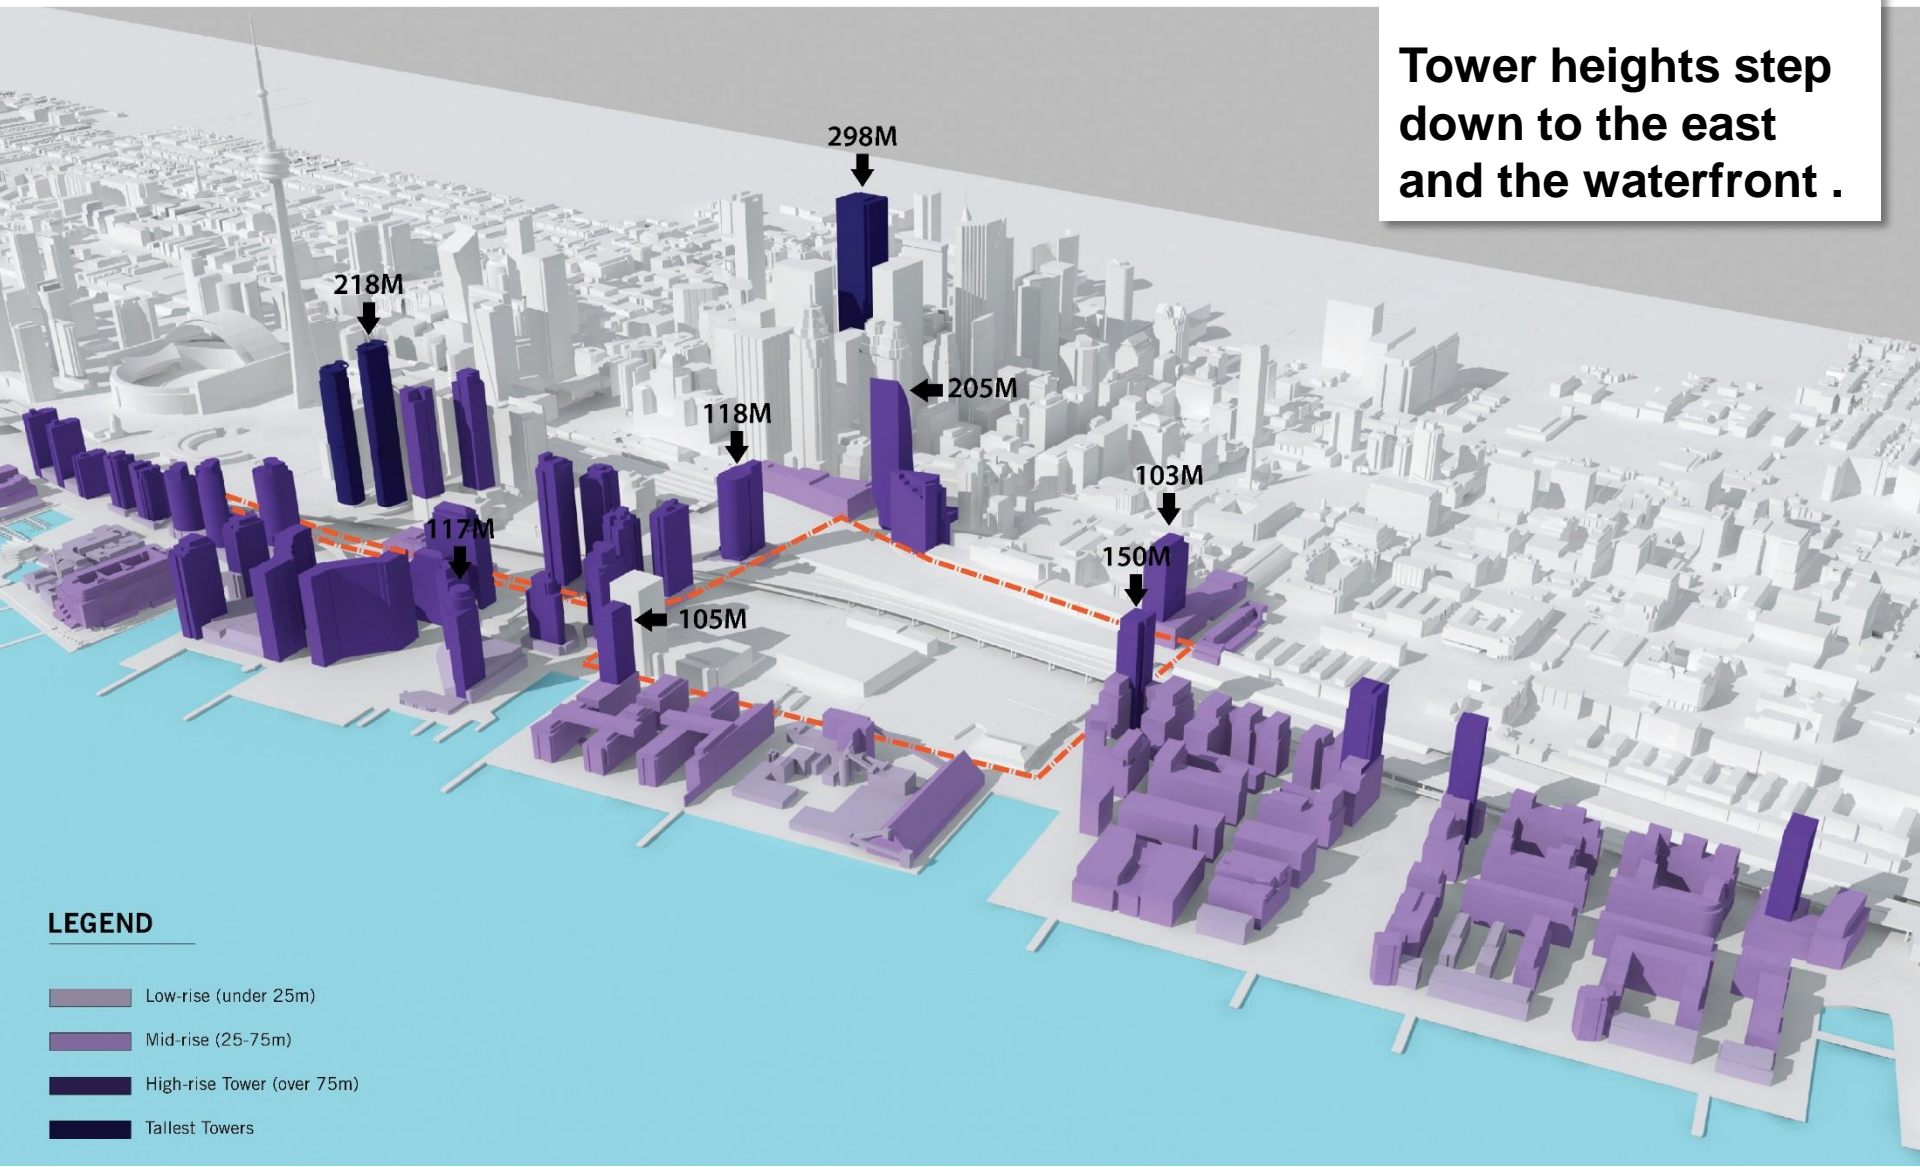 Tower heights step
down to the east
and the waterfront .
298M
218M
205M
118M
103M
117M
150M
105M
LEGEND
Low-rise (under 25m)
Mid-rise (25-75m)
High-rise Tower (over 75m)
Tallest Towers